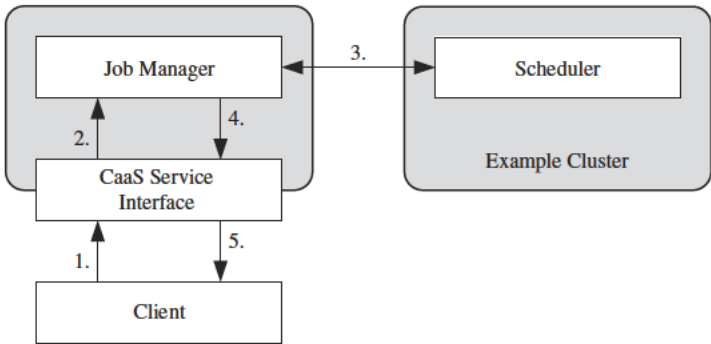 Job Manager
3.
Scheduler
2.
4.
Example Cluster
CaaS Service
Interface
1.
5.
Client